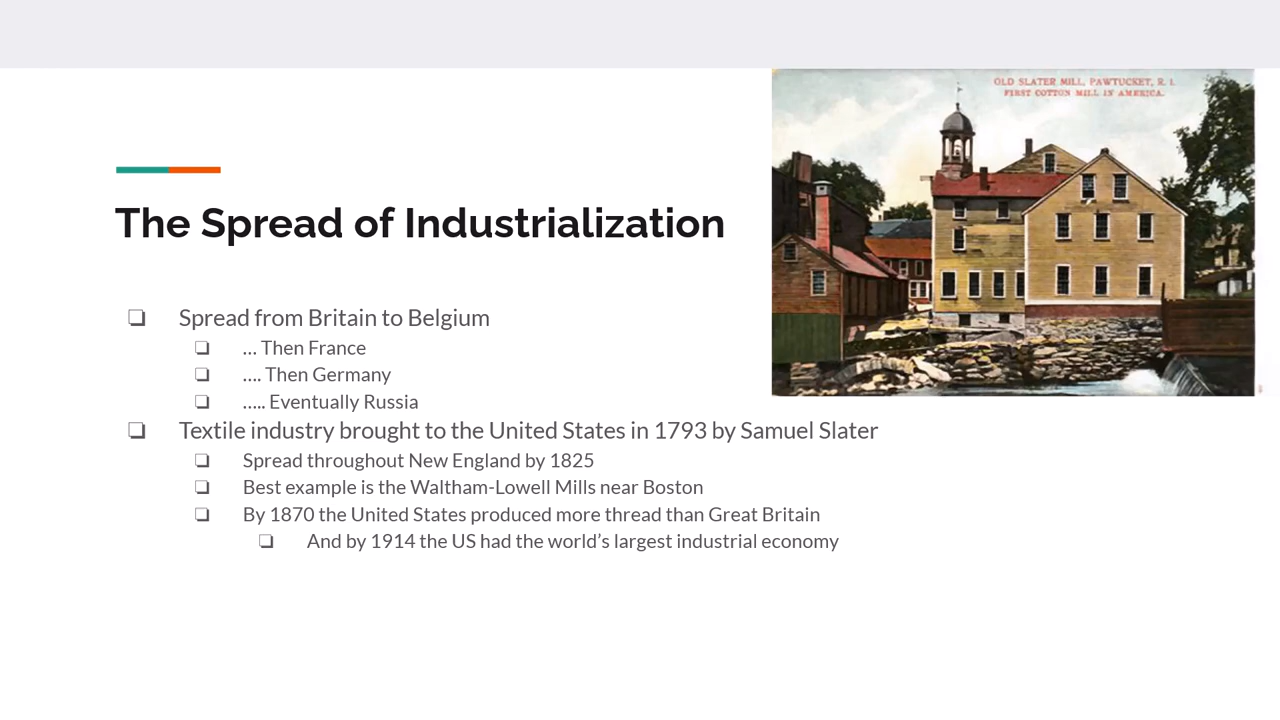 OLD SLATER MILL, PAWTUCKET, R. I.
FIRST COTTON MILL IN AMERICA.
The Spread of Industrialization
❏ Spread from Britain to Belgium
❏ ... Then France
❏ .... Then Germany
❏ ..... Eventually Russia
❏ Textile industry brought to the United States in 1793 by Samuel Slater
❏ Spread throughout New England by 1825
❏ Best example is the Waltham-Lowell Mills near Boston
❏ By 1870 the United States produced more thread than Great Britain
❏ And by 1914 the US had the world’s largest industrial economy